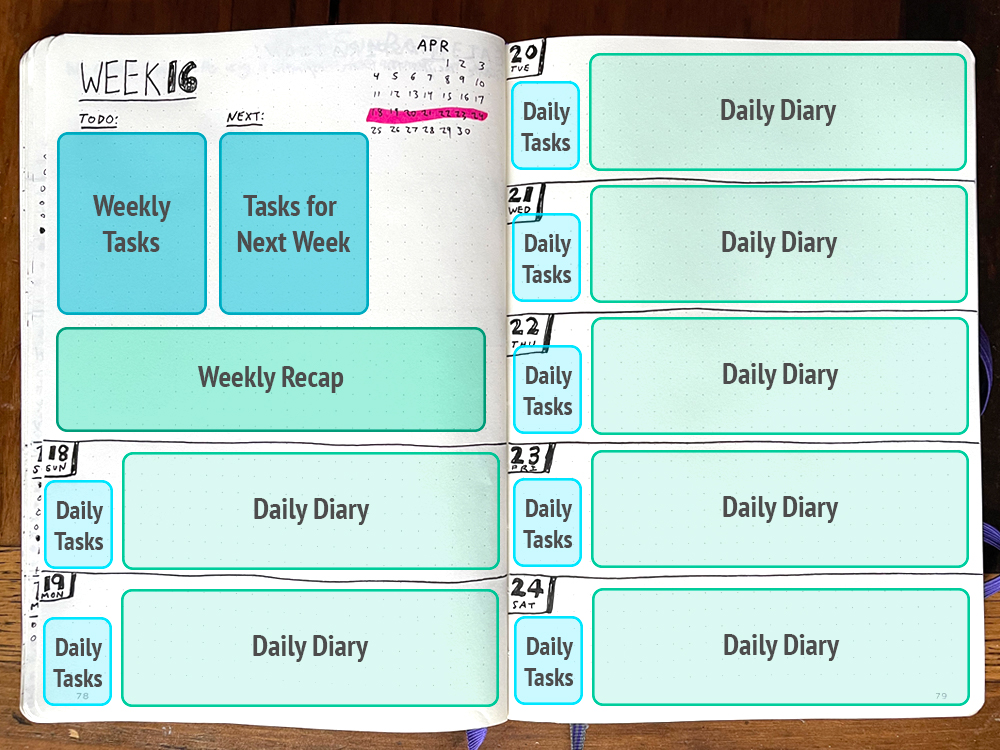 WEEK 16
APR
1 2 3
4 5 6 7 8 9 10
11 12 13 14 15 16 17
18 19 20 21 22 23 24
25 26 27 28 29 30
TODO:
NEXT:
Weekly
Tasks
Tasks for
Next Week
Weekly Recap
18
SUN
Daily
Tasks
Daily Diary
19
MON
Daily
Tasks
Daily Diary
78
20
TUE
Daily
Tasks
Daily Diary
21
WED
Daily
Tasks
Daily Diary
22
THU
Daily
Tasks
Daily Diary
23
FRI
Daily
Tasks
Daily Diary
24
SAT
Daily
Tasks
Daily Diary
79